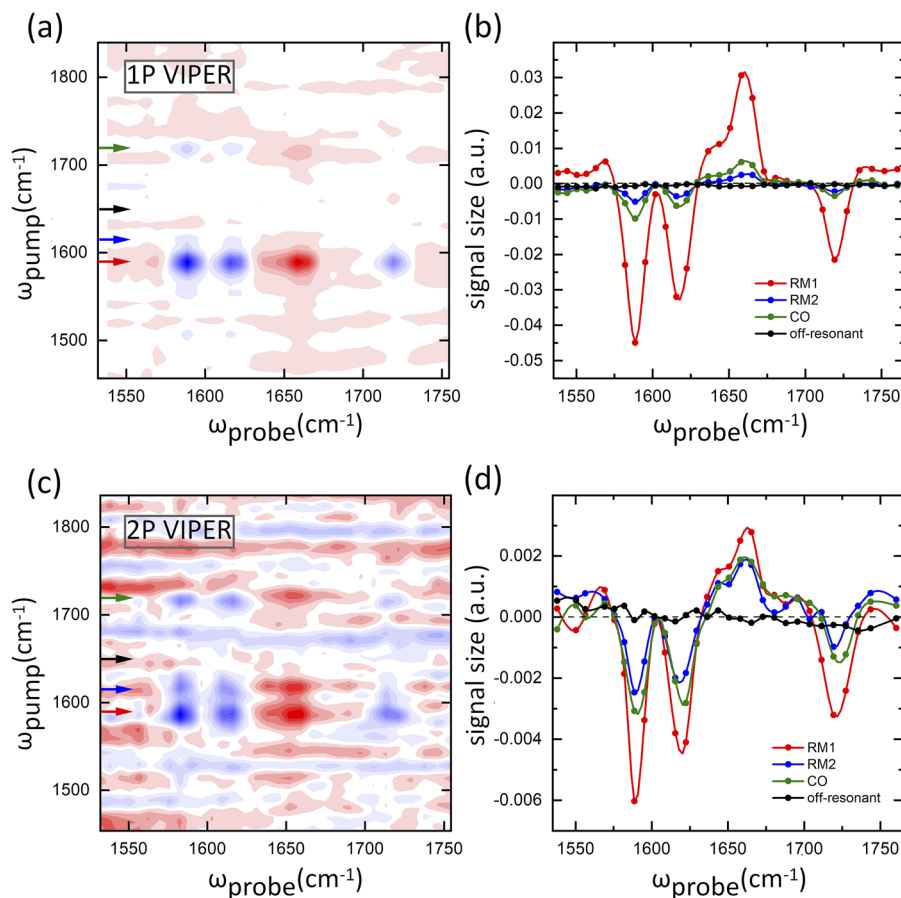 (a)
1P VIPER
1800
1700
1600
1500
ωpump(cm-1)
1550 1600 1650 1700 1750
ωprobe(cm-1)
(b)
0.03
0.02
0.01
0.00
-0.01
-0.02
-0.03
-0.04
-0.05
signal size (a.u.)
RM1
RM2
CO
off-resonant
1550 1600 1650 1700 1750
ωprobe(cm-1)
(c)
2P VIPER
1800
1700
1600
1500
ωpump(cm-1)
1550 1600 1650 1700 1750
ωprobe(cm-1)
(d)
0.002
0.000
-0.002
-0.004
-0.006
signal size (a.u.)
RM1
RM2
CO
off-resonant
1550 1600 1650 1700 1750
ωprobe(cm-1)